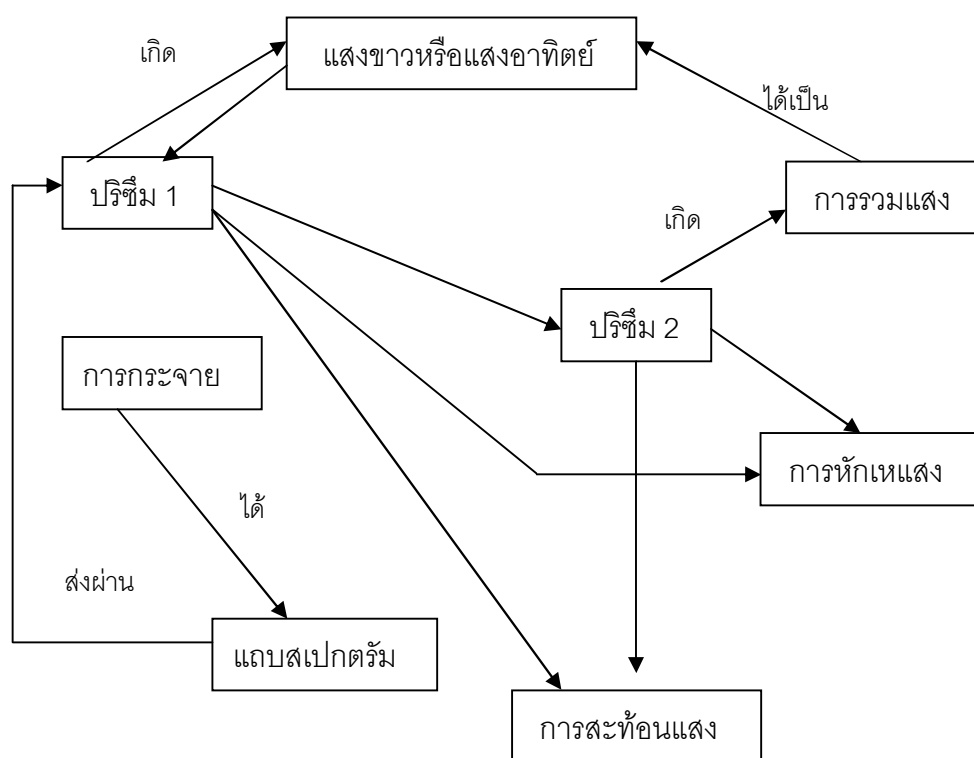 เกิด
แสงขาวหรือแสงอาทิตย์
ได้เป็น
ปริซึม 1
การรวมแสง
เกิด
ปริซึม 2
การกระจาย
การหักเหแสง
ได้
ส่งผ่าน
แถบสเปกตรัม
การสะท้อนแสง